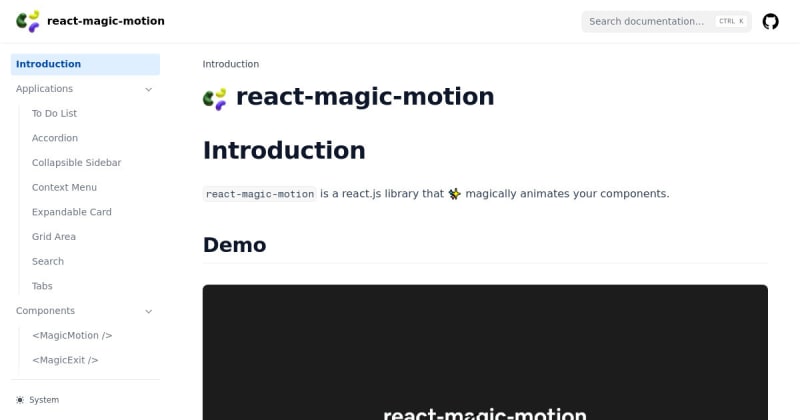 react-magic-motion
Search documentation...
CTRL K
Introduction
Applications
To Do List
Accordion
Collapsible Sidebar
Context Menu
Expandable Card
Grid Area
Search
Tabs
Components
<MagicMotion />
<MagicExit />
System
Introduction
react-magic-motion
Introduction
react-magic-motion is a react.js library that ✨ magically animates your components.
Demo
react-magic-motion